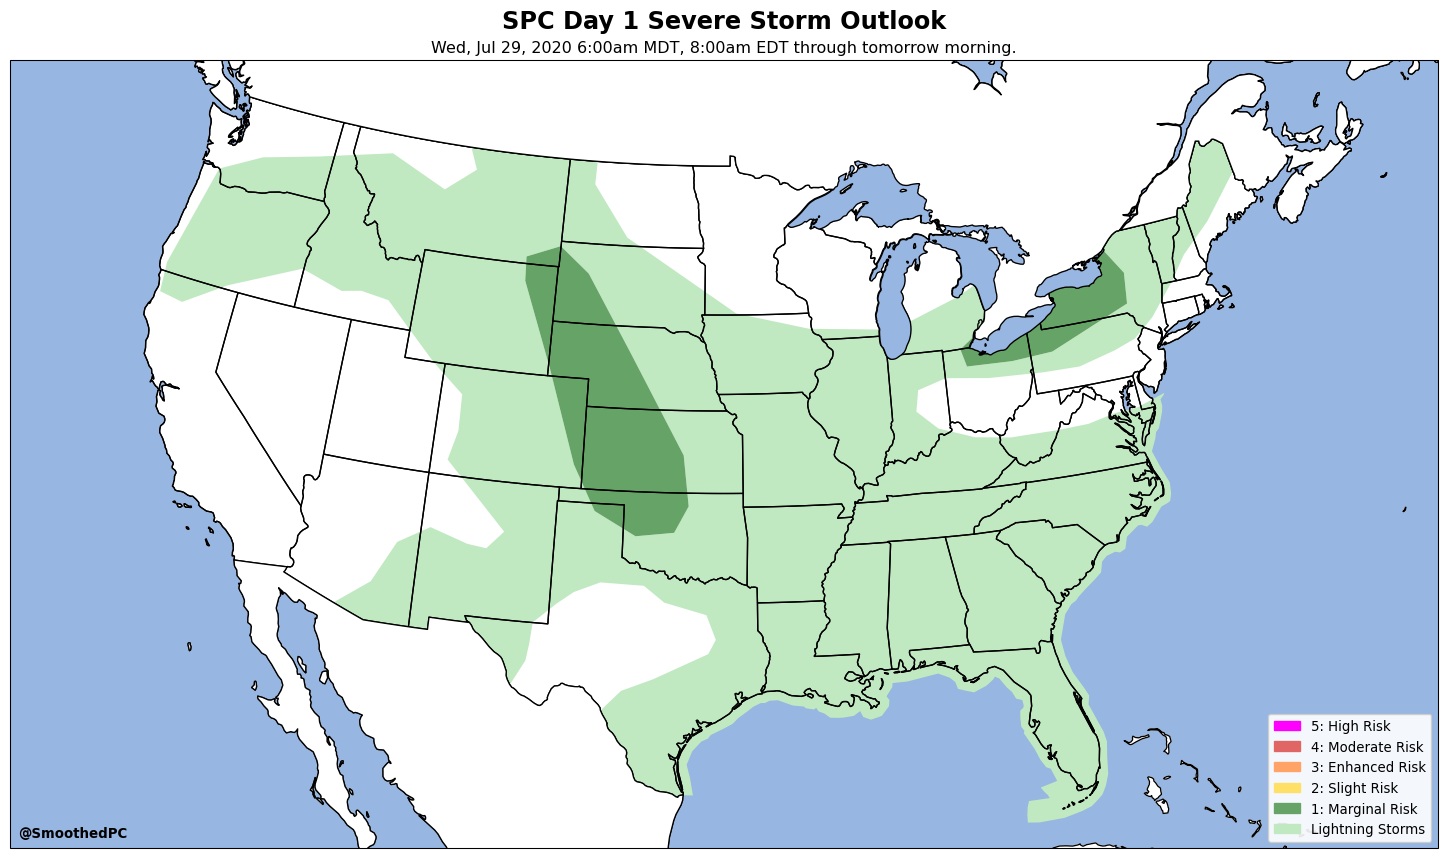 SPC Day 1 Severe Storm Outlook
Wed, Jul 29, 2020 6:00am MDT, 8:00am EDT through tomorrow morning.
5: High Risk
4: Moderate Risk
3: Enhanced Risk
2: Slight Risk
1: Marginal Risk
Lightning Storms
@SmoothedPC